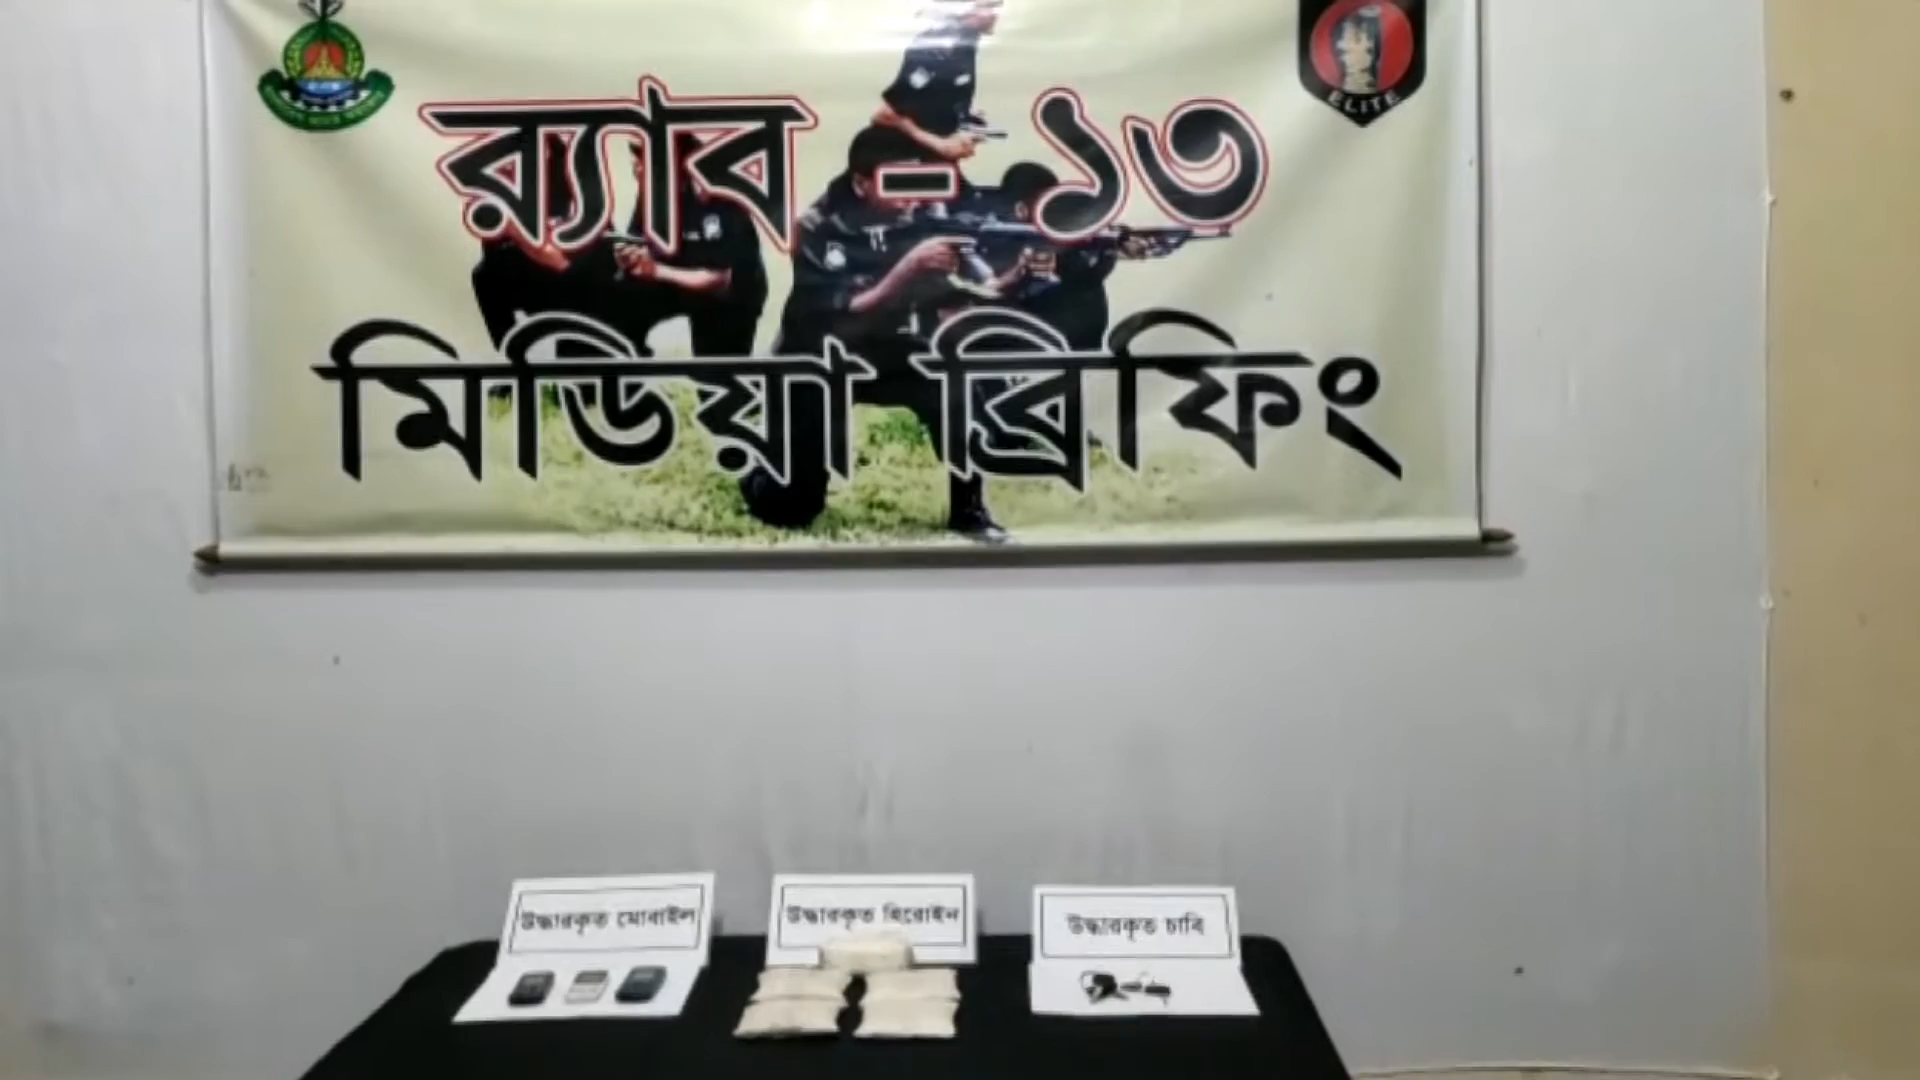 ELITE
র‍্যাব - ১৩
মিডিয়া ব্রিফিং
উদ্ধারকৃত মোবাইল
উদ্ধারকৃত হিরোইন
উদ্ধারকৃত চাবি